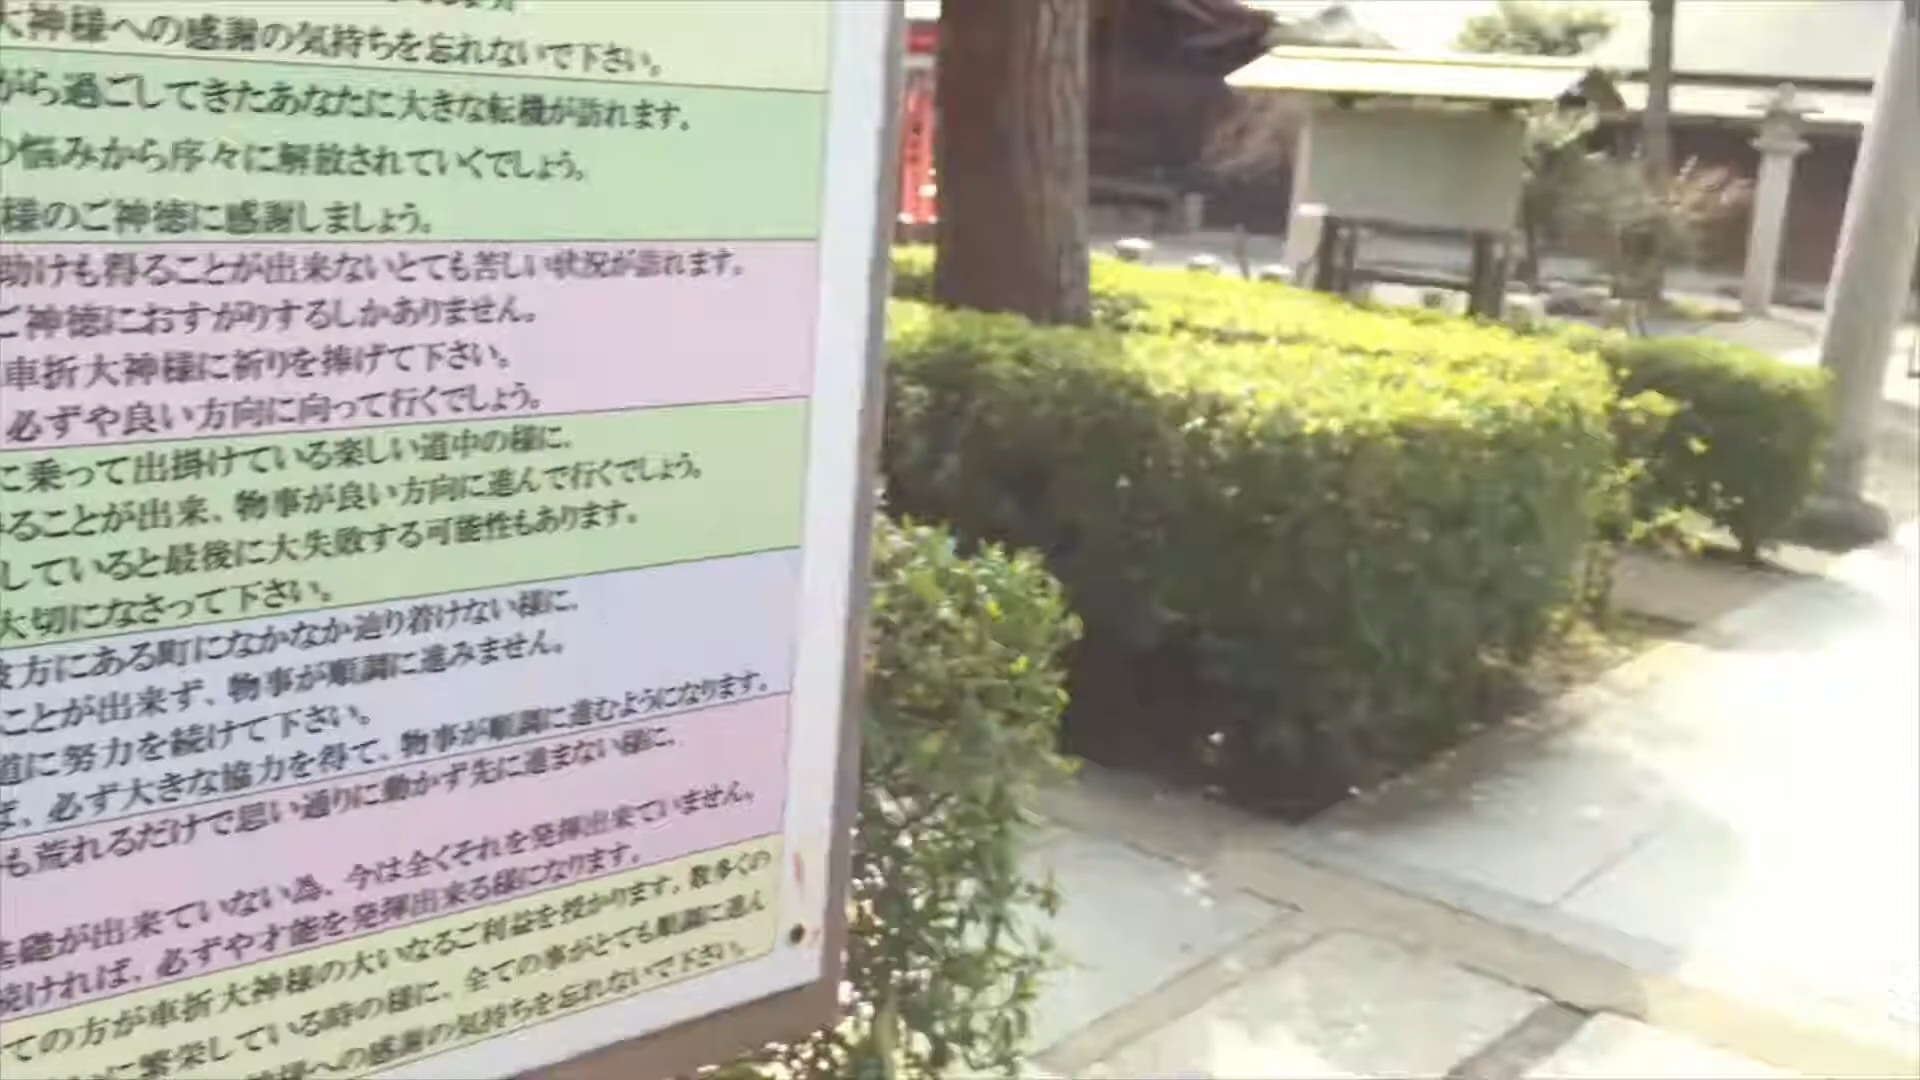 大神様への感謝の気持ちを忘れないで下さい。
がら過ごしてきたあなたに大きな転機が訪れます。
の悩みから序々に解放されていくでしょう。
様のご神徳に感謝しましょう。
助けも得ることが出来ないとても苦しい状況が訪れます。
ご神徳におすがりするしかありません。
車折大神様に祈りを捧げて下さい。
必ずや良い方向に向って行くでしょう。
に乗って出掛けている楽しい道中の様に、
ることが出来、物事が良い方向に進んで行くでしょう。
していると最後に大失敗する可能性もあります。
大切になさって下さい。
彼方にある町になかなか辿り着けない様に、
ことが出来ず、物事が順調に進みません。
道に努力を続けて下さい。
ば、必ず大きな協力を得て、物事が順調に進むようになります。
も荒れるだけで思い通りに動かず先に進まない様に、
基礎が出来ていない為、今は全くそれを発揮出来ていません。
続ければ、必ずや才能を発揮出来る様になります。
ての方が車折大神様の大いなるご利益を授かります。数多くの
に繁栄している時の様に、全ての事がとても順調に進ん
神様への感謝の気持ちを忘れないで下さい。